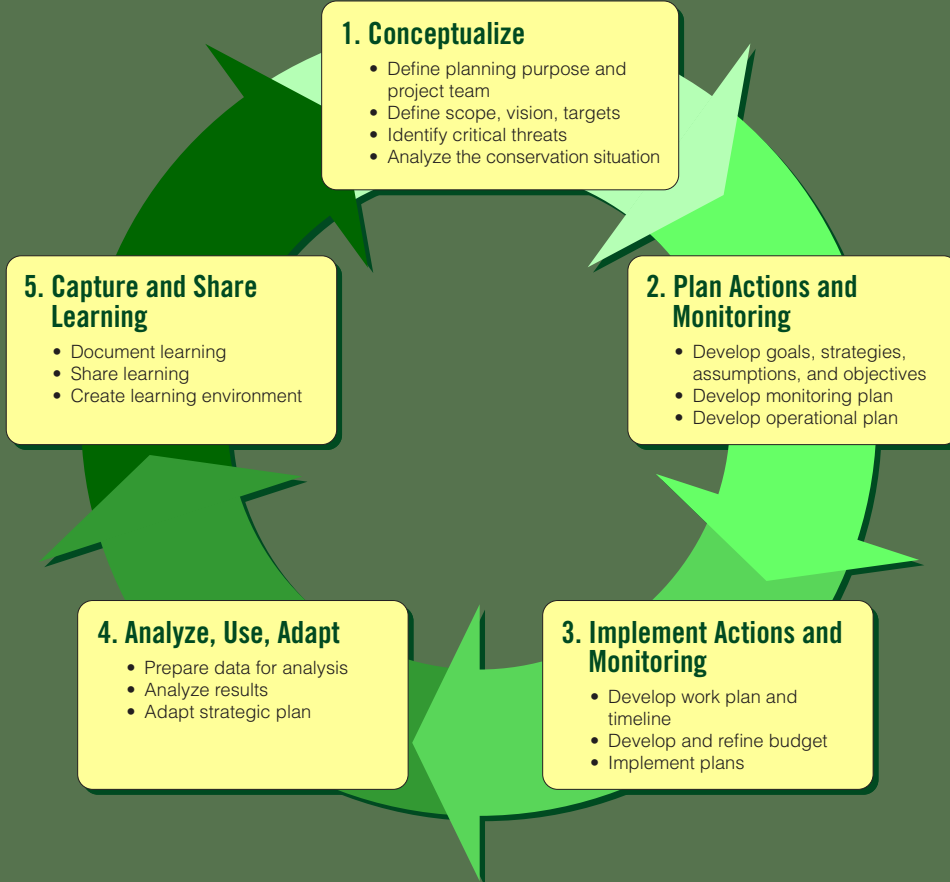 1. Conceptualize
• Define planning purpose and
project team
• Define scope, vision, targets
• Identify critical threats
• Analyze the conservation situation
2. Plan Actions and
Monitoring
• Develop goals, strategies,
assumptions, and objectives
• Develop monitoring plan
• Develop operational plan
3. Implement Actions and
Monitoring
• Develop work plan and
timeline
• Develop and refine budget
• Implement plans
4. Analyze, Use, Adapt
• Prepare data for analysis
• Analyze results
• Adapt strategic plan
5. Capture and Share
Learning
• Document learning
• Share learning
• Create learning environment